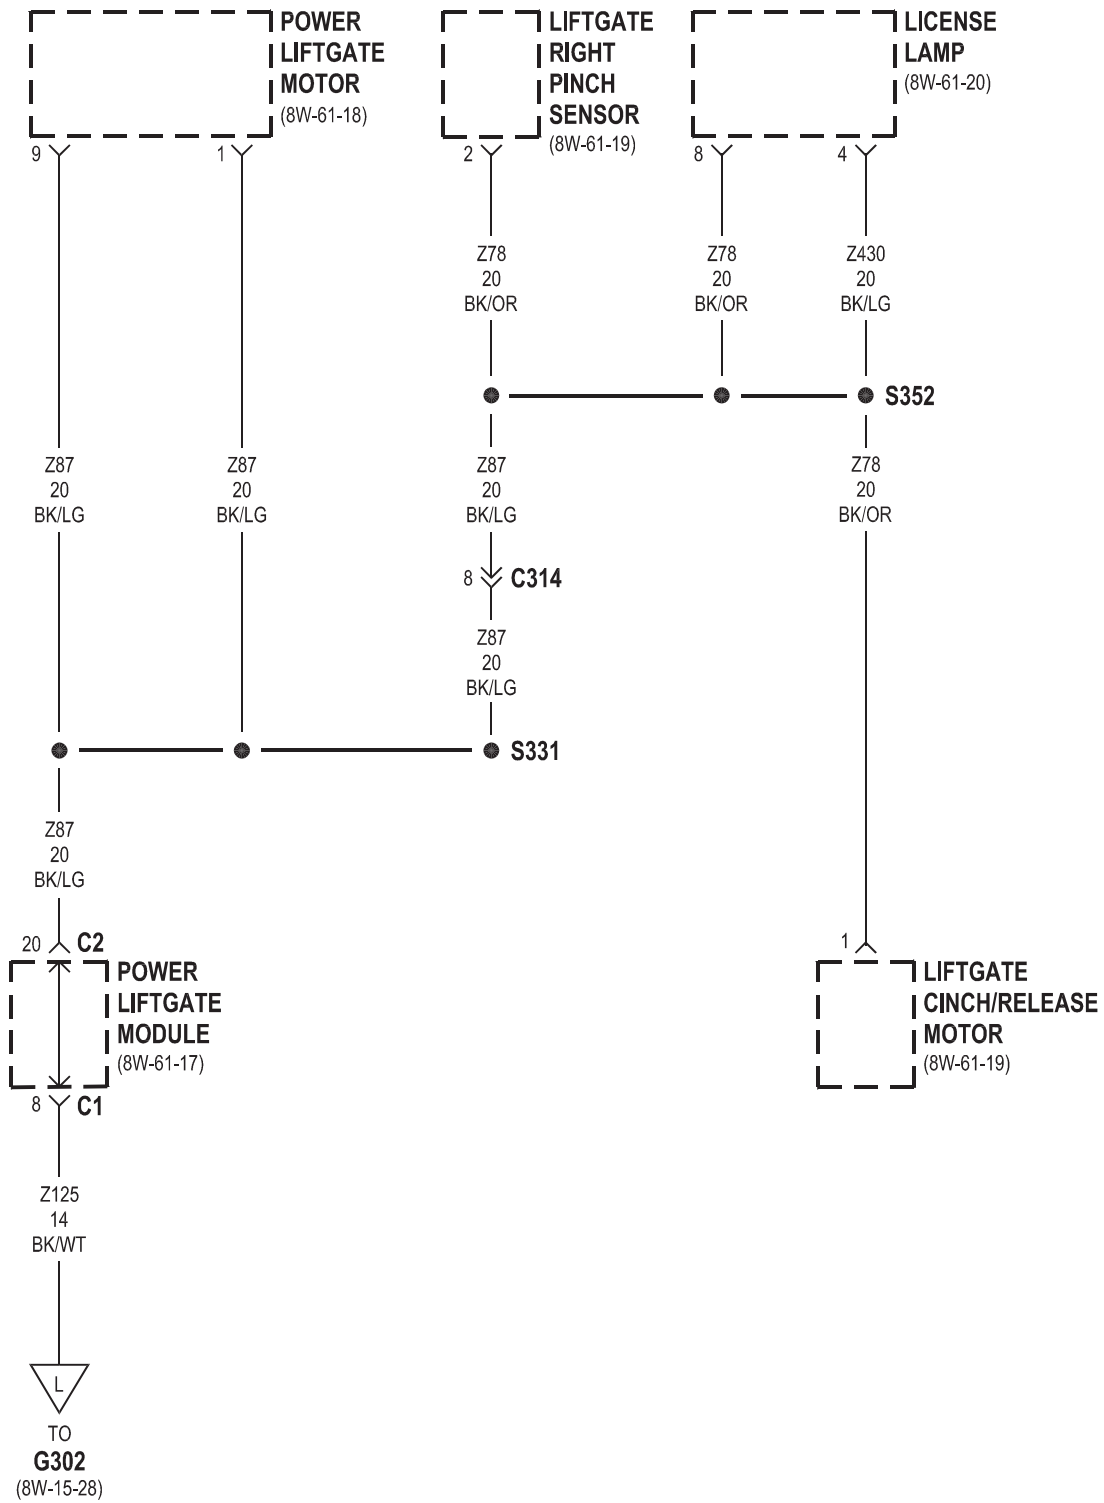 POWER
LIFTGATE
MOTOR
(8W-61-18)
LIFTGATE
RIGHT
PINCH
SENSOR
(8W-61-19)
LICENSE
LAMP
(8W-61-20)
9
1
2
8
4
Z78
20
BK/OR
Z78
20
BK/OR
Z430
20
BK/LG
S352
Z87
20
BK/LG
Z87
20
BK/LG
Z87
20
BK/LG
Z78
20
BK/OR
8
C314
Z87
20
BK/LG
S331
Z87
20
BK/LG
20
C2
POWER
LIFTGATE
MODULE
(8W-61-17)
1
LIFTGATE
CINCH/RELEASE
MOTOR
(8W-61-19)
8
C1
Z125
14
BK/WT
L
TO
G302
(8W-15-28)